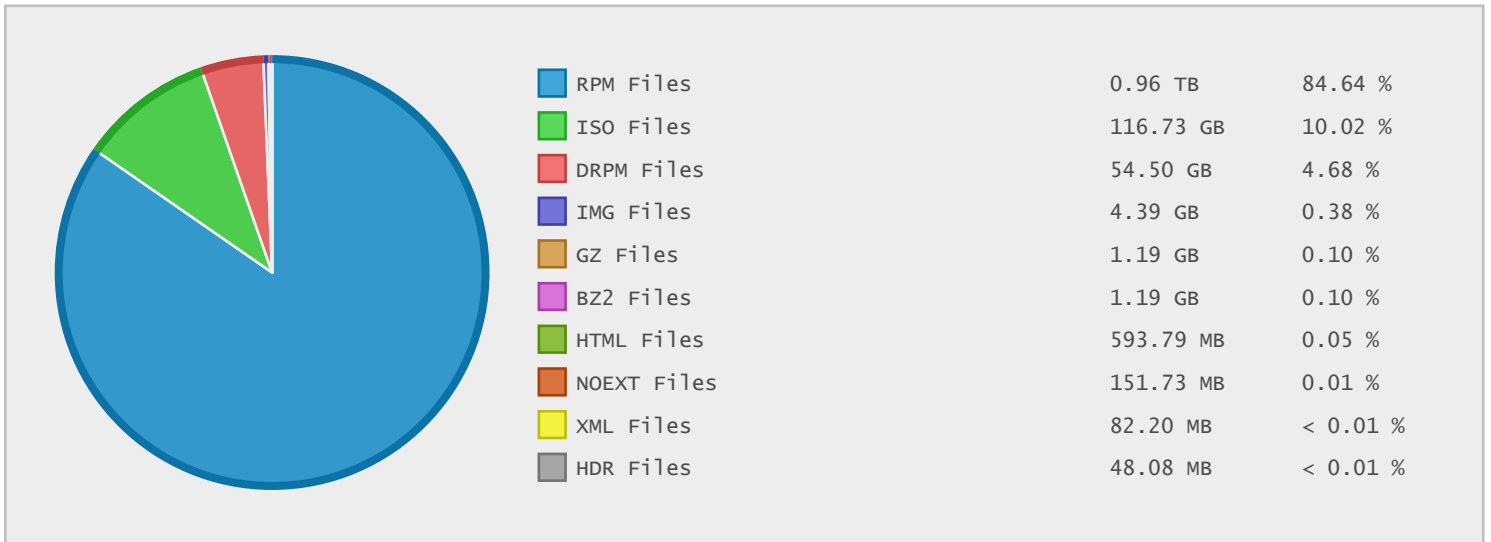 RPM Files 0.96 TB 84.64 %
ISO Files 116.73 GB 10.02 %
DRPM Files 54.50 GB 4.68 %
IMG Files 4.39 GB 0.38 %
GZ Files 1.19 GB 0.10 %
BZ2 Files 1.19 GB 0.10 %
HTML Files 593.79 MB 0.05 %
NOEXT Files 151.73 MB 0.01 %
XML Files 82.20 MB < 0.01 %
HDR Files 48.08 MB < 0.01 %